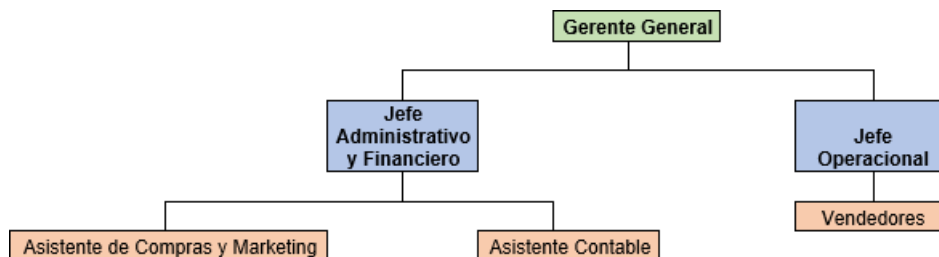 Gerente General
Jefe
Administrativo
y Financiero
Jefe
Operacional
Vendedores
Asistente de Compras y Marketing
Asistente Contable